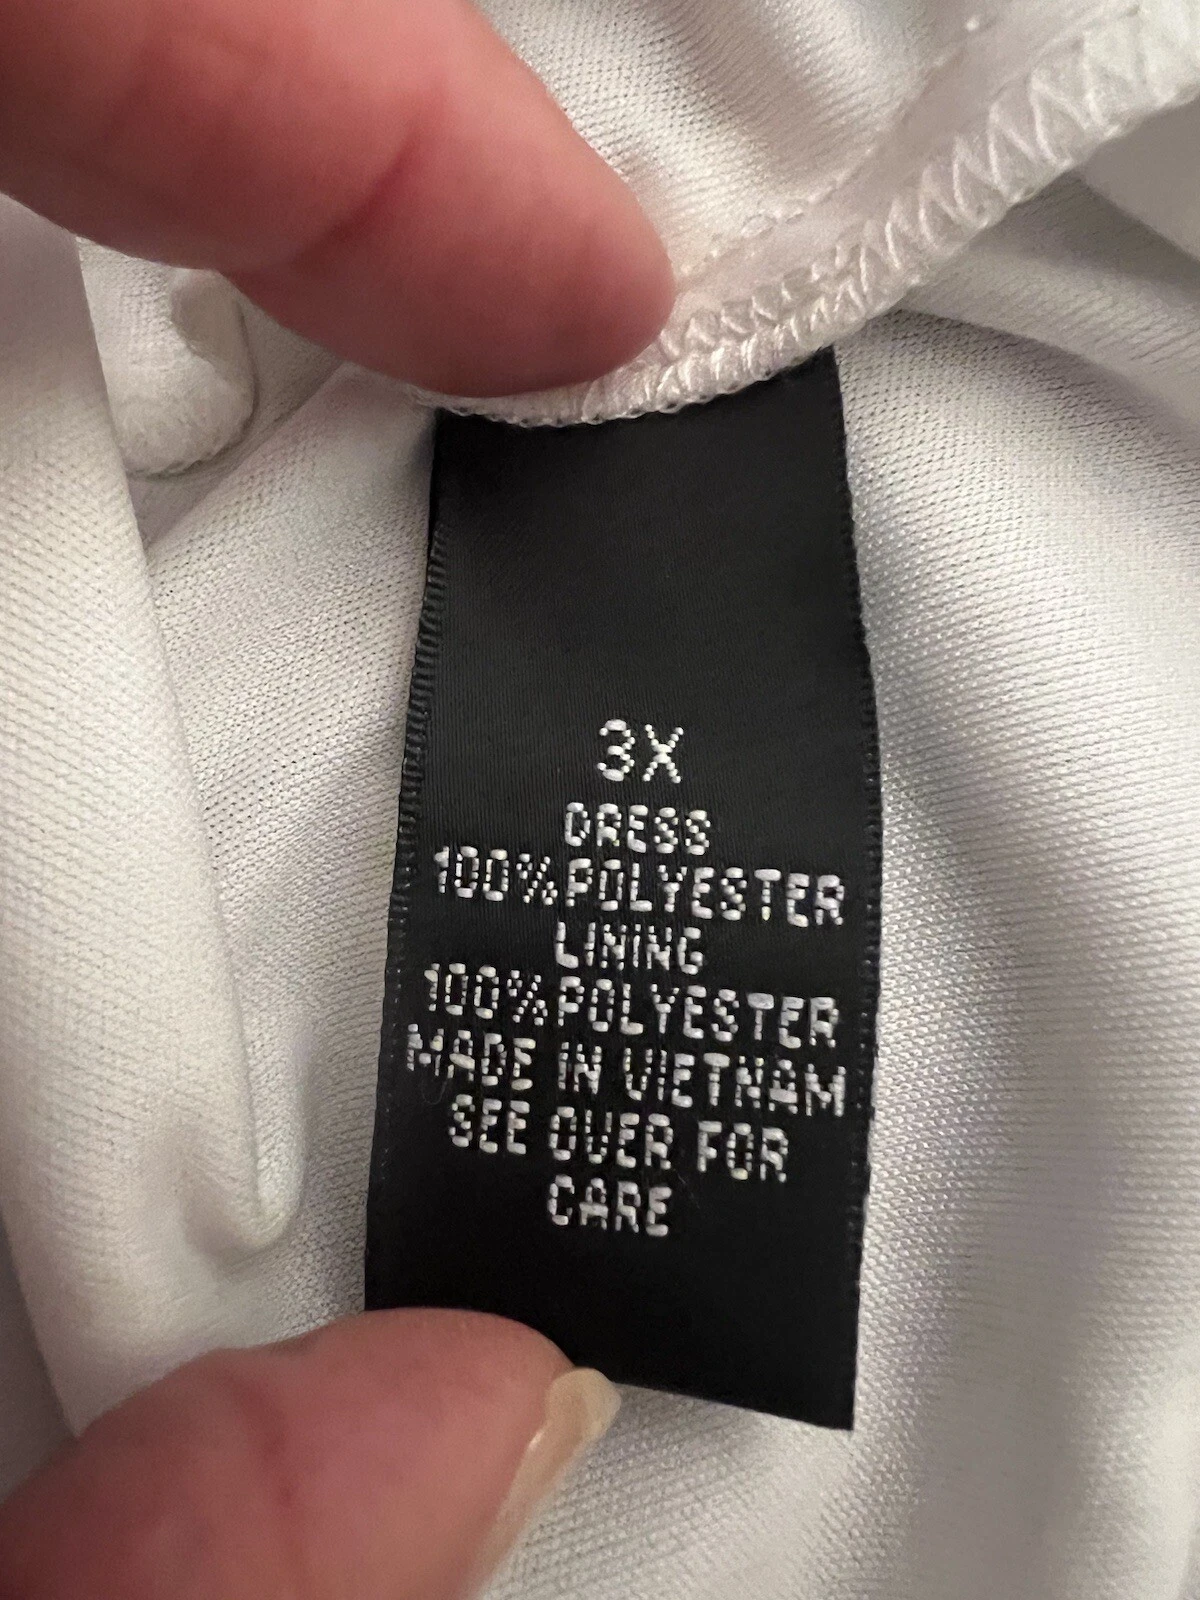 3X
DRESS
100%POLYESTER
LINING
100%POLYESTER
MADE IN VIETNAM
SEE OVER FOR
CARE